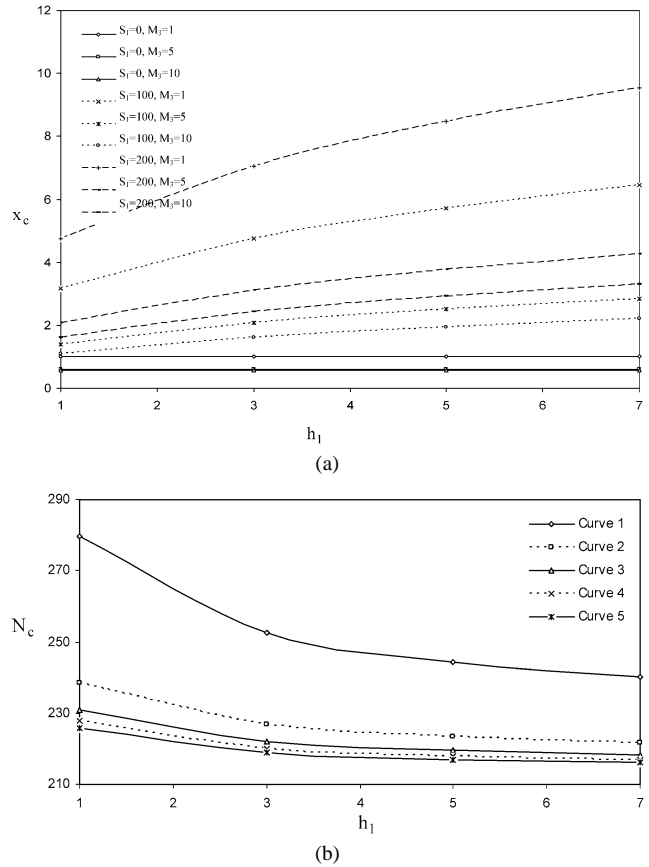 12
10
8
6
4
2
0
x_c
S₁=0, M₃=1
S₁=0, M₃=5
S₁=0, M₃=10
S₁=100, M₃=1
S₁=100, M₃=5
S₁=100, M₃=10
S₁=200, M₃=1
S₁=200, M₃=5
S₁=200, M₃=10
1 2 3 4 5 6 7
h₁
(a)
290
270
250
230
210
N_c
Curve 1
Curve 2
Curve 3
Curve 4
Curve 5
1 2 3 4 5 6 7
h₁
(b)